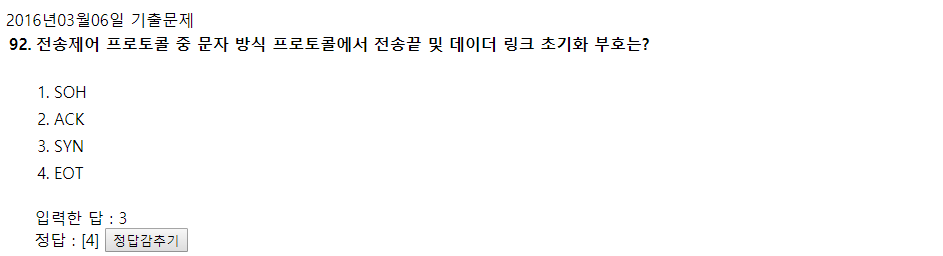 2016년03월06일 기출문제
92. 전송제어 프로토콜 중 문자 방식 프로토콜에서 전송끝 및 데이더 링크 초기화 부호는?
1. SOH
2. ACK
3. SYN
4. EOT
입력한 답 : 3
정답 : [4] 정답감추기